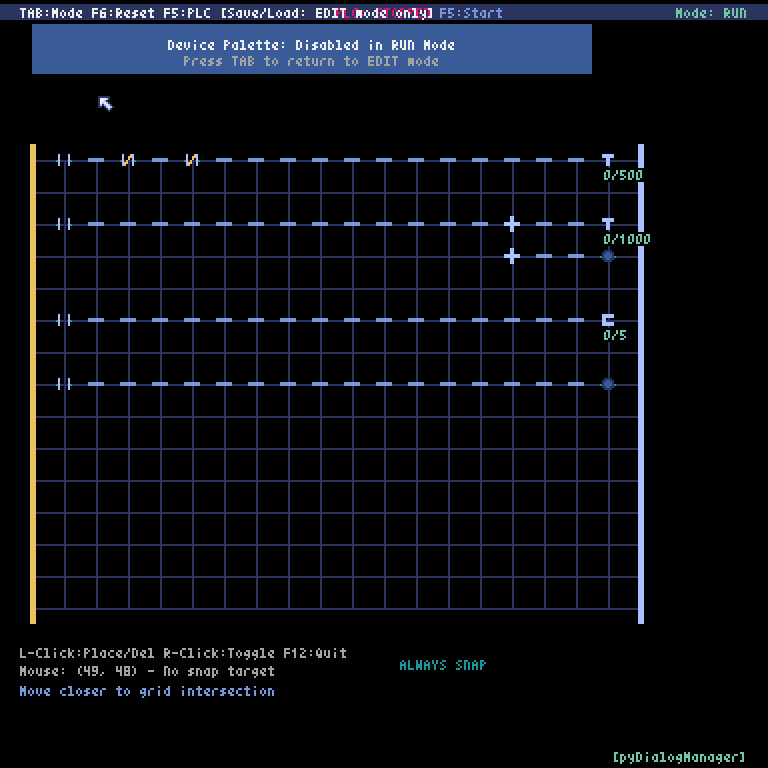 TAB:Mode F6:Reset F5:PLC [Save/Load: EDIT mode only] F5:Start Mode: RUN
Device Palette: Disabled in RUN Mode
Press TAB to return to EDIT mode
0/500
0/1000
0/5
L-Click:Place/Del R-Click:Toggle F12:Quit
Mouse: (49, 48) - No snap target
ALWAYS SNAP
Move closer to grid intersection
[pyDialogManager]